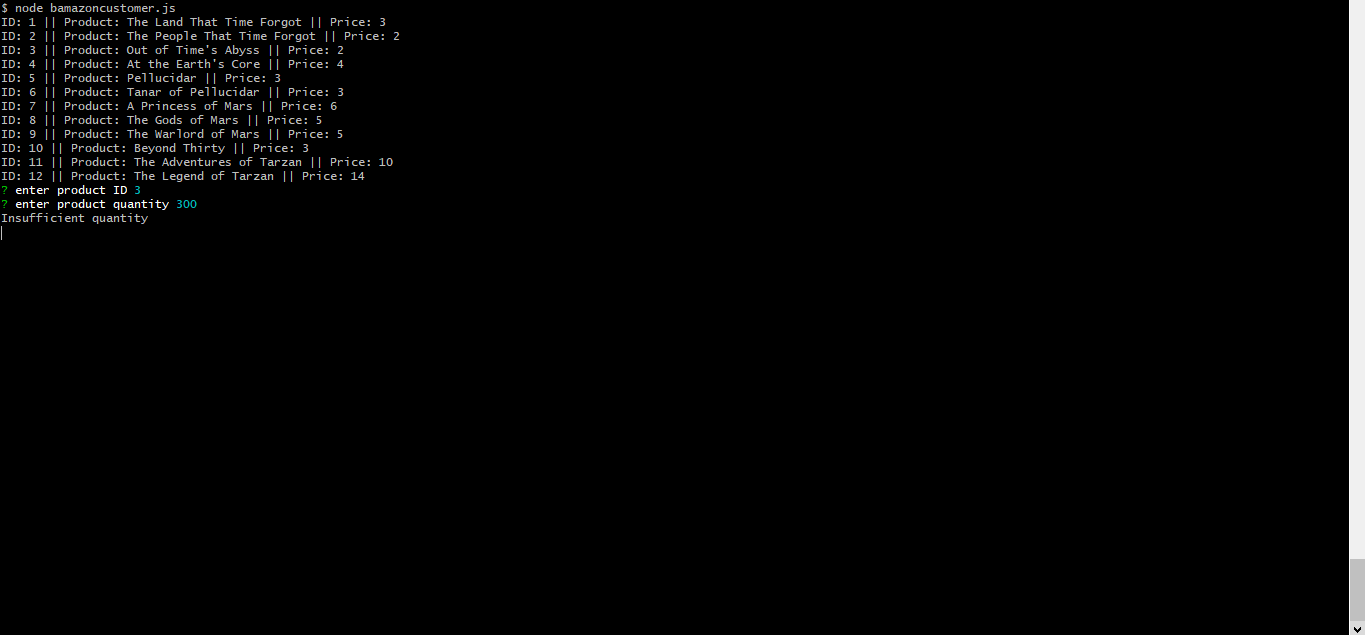 $ node bamazoncustomer.js
ID: 1 || Product: The Land That Time Forgot || Price: 3
ID: 2 || Product: The People That Time Forgot || Price: 2
ID: 3 || Product: Out of Time's Abyss || Price: 2
ID: 4 || Product: At the Earth's Core || Price: 4
ID: 5 || Product: Pellucidar || Price: 3
ID: 6 || Product: Tanar of Pellucidar || Price: 3
ID: 7 || Product: A Princess of Mars || Price: 6
ID: 8 || Product: The Gods of Mars || Price: 5
ID: 9 || Product: The Warlord of Mars || Price: 5
ID: 10 || Product: Beyond Thirty || Price: 3
ID: 11 || Product: The Adventures of Tarzan || Price: 10
ID: 12 || Product: The Legend of Tarzan || Price: 14
? enter product ID 3
? enter product quantity 300
Insufficient quantity